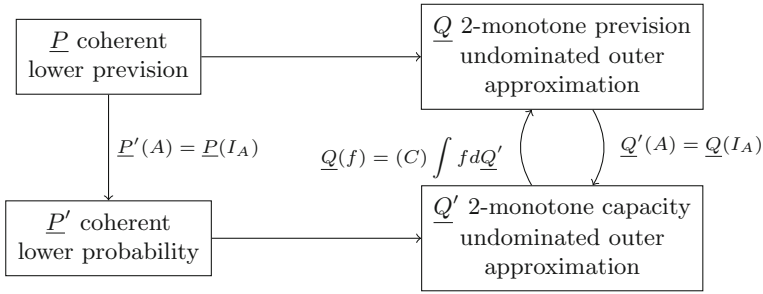 P̲ coherent
lower prevision
Q̲ 2-monotone prevision
undominated outer
approximation
P̲′(A) = P̲(I_A)
Q̲(f) = (C) ∫ f dQ̲′
Q̲′(A) = Q̲(I_A)
P̲′ coherent
lower probability
Q̲′ 2-monotone capacity
undominated outer
approximation